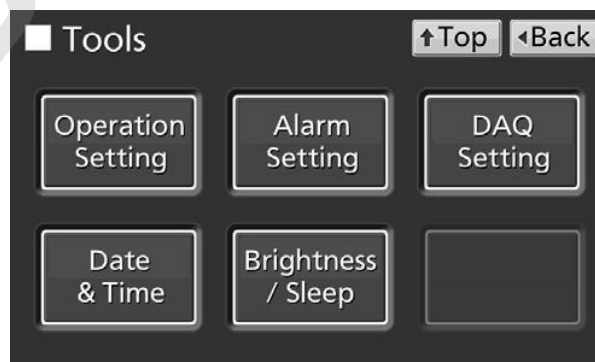 Tools
↑Top
◂Back
Operation
Setting
Alarm
Setting
DAQ
Setting
Date
& Time
Brightness
/ Sleep